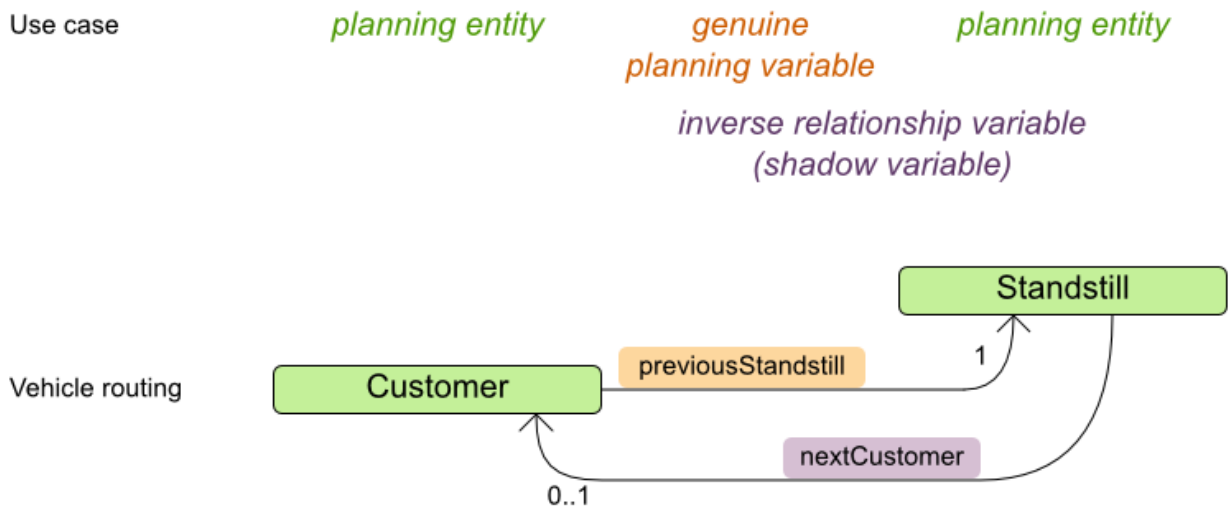 Use case
planning entity
genuine
planning variable
planning entity
inverse relationship variable
(shadow variable)
Standstill
previousStandstill
1
Vehicle routing
Customer
nextCustomer
0..1